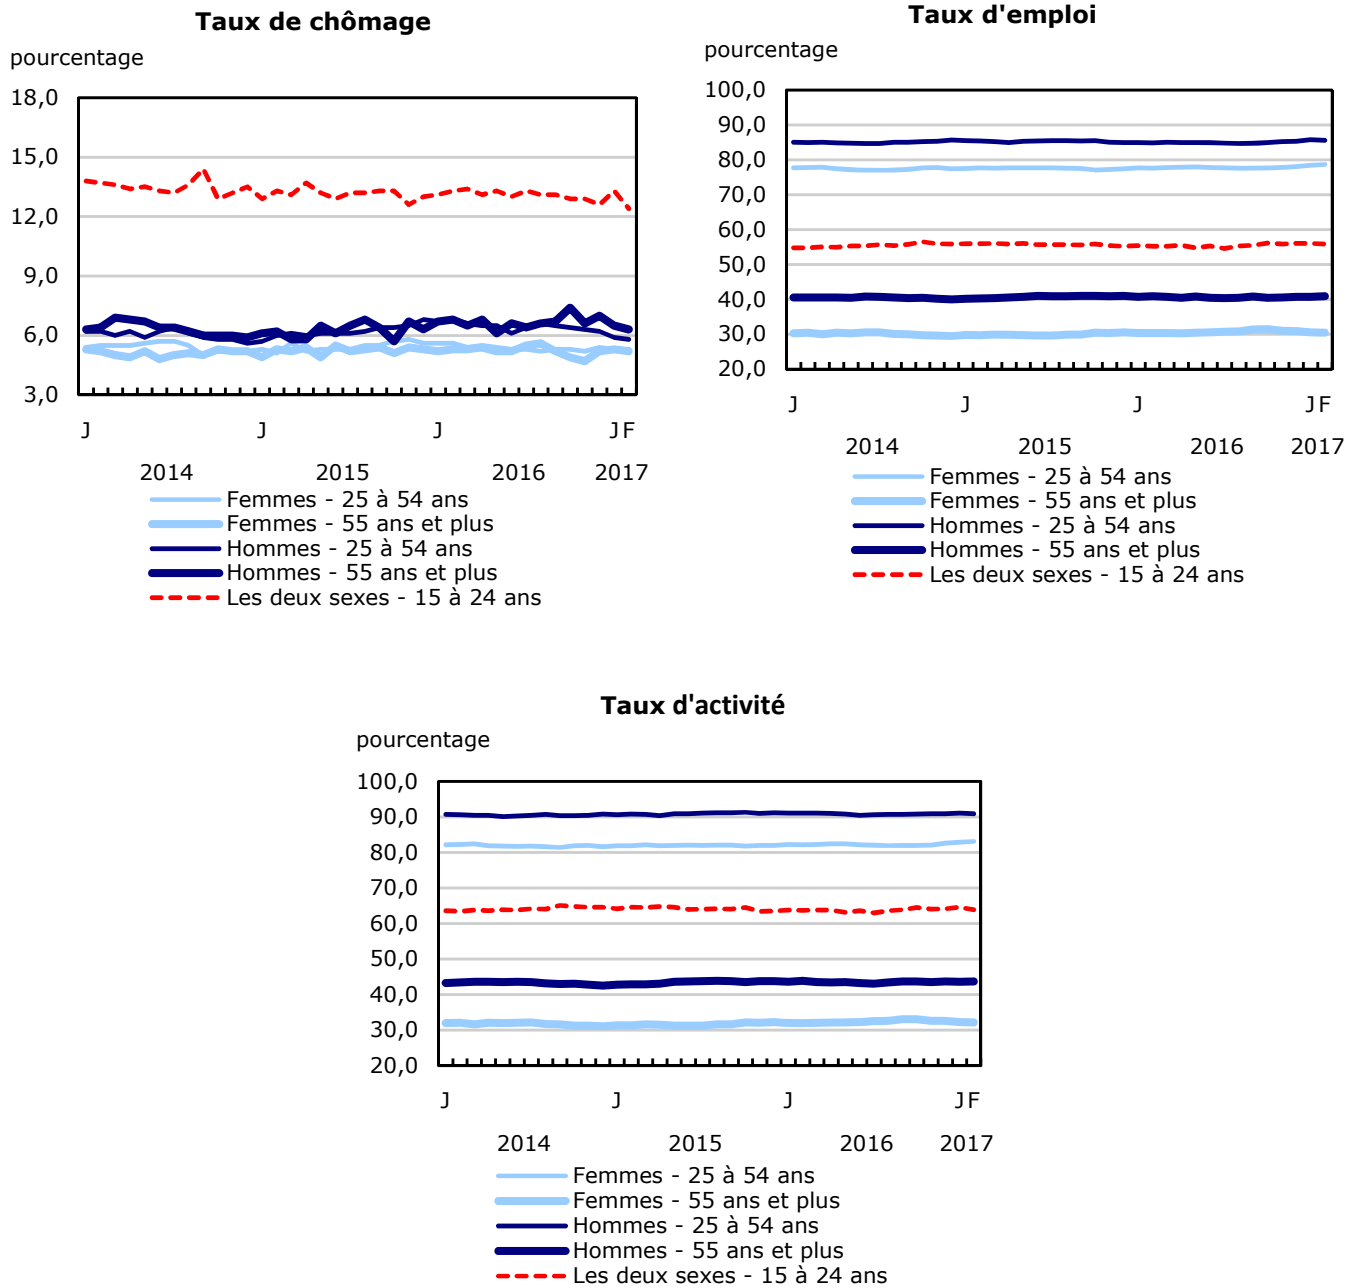 Taux de chômage
pourcentage
18,0
15,0
12,0
9,0
6,0
3,0
J J J J F
2014 2015 2016 2017
Femmes - 25 à 54 ans
Femmes - 55 ans et plus
Hommes - 25 à 54 ans
Hommes - 55 ans et plus
Les deux sexes - 15 à 24 ans
Taux d'emploi
pourcentage
100,0
90,0
80,0
70,0
60,0
50,0
40,0
30,0
20,0
J J J J F
2014 2015 2016 2017
Femmes - 25 à 54 ans
Femmes - 55 ans et plus
Hommes - 25 à 54 ans
Hommes - 55 ans et plus
Les deux sexes - 15 à 24 ans
Taux d'activité
pourcentage
100,0
90,0
80,0
70,0
60,0
50,0
40,0
30,0
20,0
J J J J F
2014 2015 2016 2017
Femmes - 25 à 54 ans
Femmes - 55 ans et plus
Hommes - 25 à 54 ans
Hommes - 55 ans et plus
Les deux sexes - 15 à 24 ans